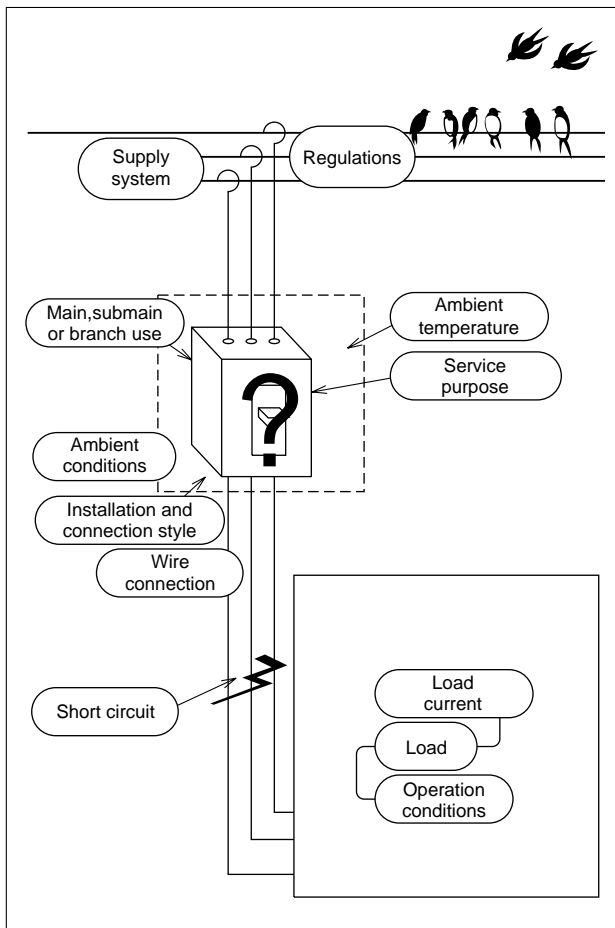 Supply
system
Regulations
Main,submain
or branch use
Ambient
temperature
Service
purpose
?
Ambient
conditions
Installation and
connection style
Wire
connection
Short circuit
Load
current
Load
Operation
conditions